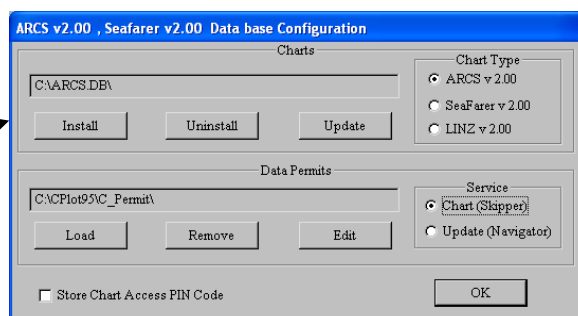 ARCS v2.00 , Seafarer v2.00 Data base Configuration
Charts
C:\ARCS.DB\
Install Uninstall Update
Chart Type
ARCS v 2.00
SeaFarer v 2.00
LINZ v 2.00
Data Permits
C:\CPlot95\C_Permit\
Load Remove Edit
Service
Chart (Skipper)
Update (Navigator)
Store Chart Access PIN Code
OK